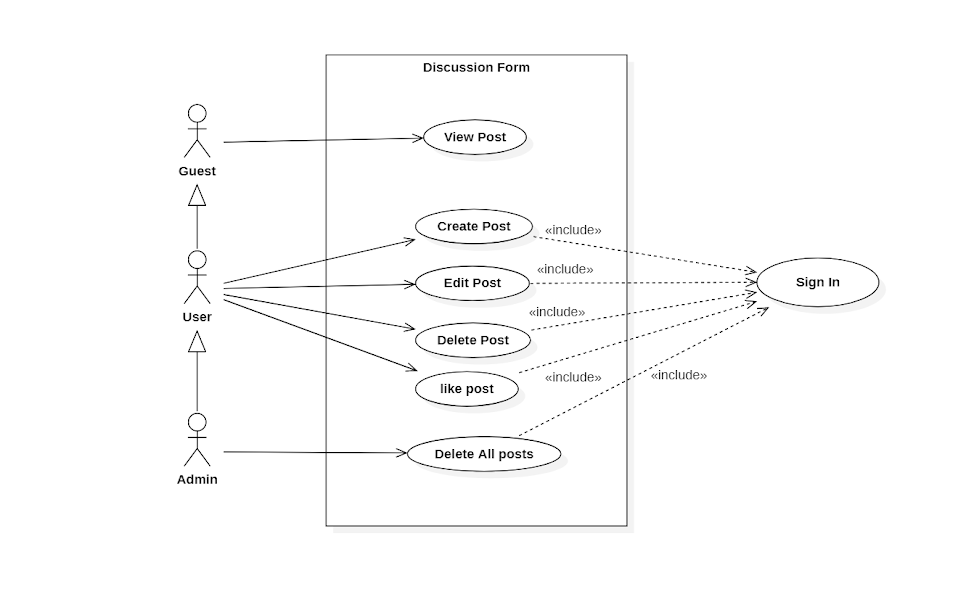 Discussion Form
View Post
Guest
Create Post
«include»
Edit Post
«include»
Sign In
User
Delete Post
«include»
like post
«include»
«include»
Delete All posts
Admin